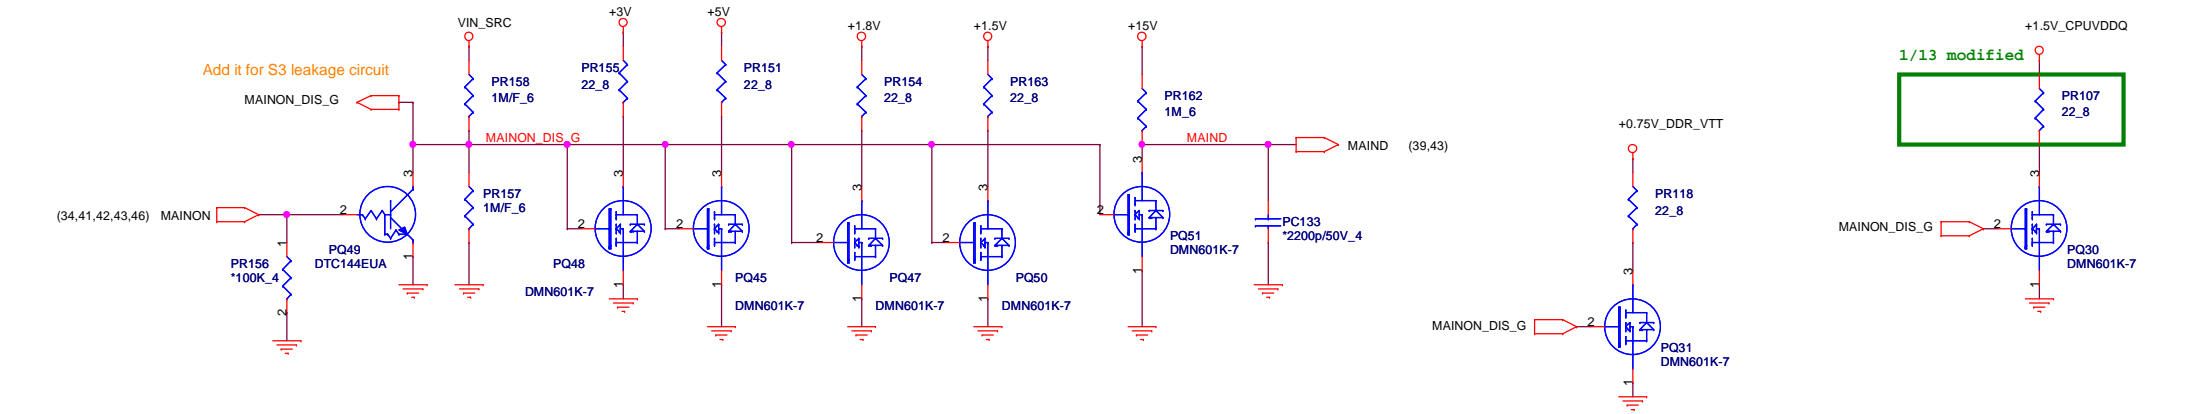 VIN_SRC
+3V
+5V
+1.8V
+1.5V
+15V
+1.5V_CPUVDDQ
1/13 modified
Add it for S3 leakage circuit
MAINON_DIS_G
PR158
1M/F_6
PR155
22_8
PR151
22_8
PR154
22_8
PR163
22_8
PR162
1M_6
PR107
22_8
+0.75V_DDR_VTT
MAINON_DIS_G
MAIND
MAIND
(39,43)
3
PR157
1M/F_6
3
3
3
3
3
3
PR118
22_8
(34,41,42,43,46)
MAINON
2
2
2
2
2
2
PC133
*2200p/50V_4
MAINON_DIS_G
2
PQ49
DTC144EUA
1
1
PR156
*100K_4
2
PQ48
DMN601K-7
1
PQ45
DMN601K-7
1
PQ47
DMN601K-7
1
PQ50
DMN601K-7
1
PQ51
DMN601K-7
1
PQ30
DMN601K-7
1
3
MAINON_DIS_G
2
PQ31
DMN601K-7
1